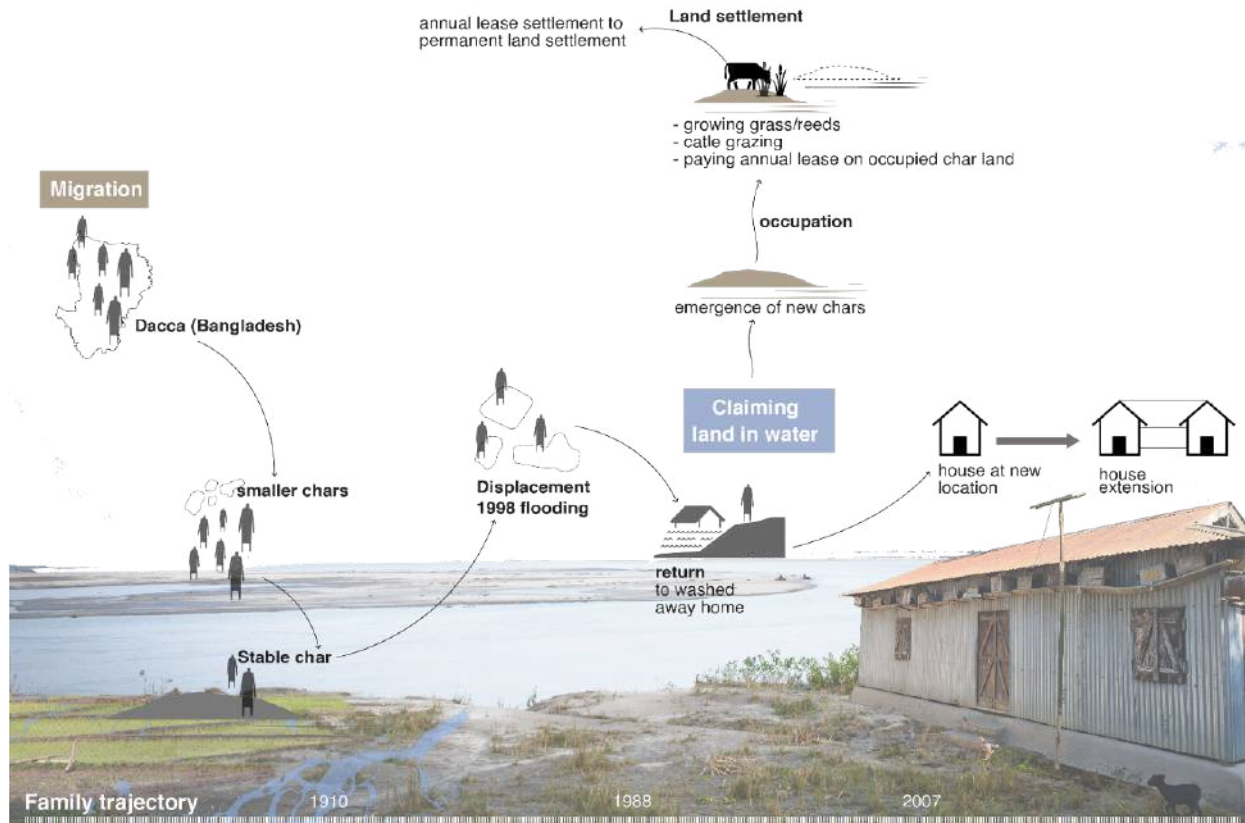 Land settlement
annual lease settlement to
permanent land settlement
- growing grass/reeds
- catle grazing
- paying annual lease on occupied char land
Migration
occupation
emergence of new chars
Dacca (Bangladesh)
Claiming
land in water
smaller chars
Displacement
1998 flooding
house at new
location
house
extension
return
to washed
away home
Stable char
Family trajectory
1910
1988
2007